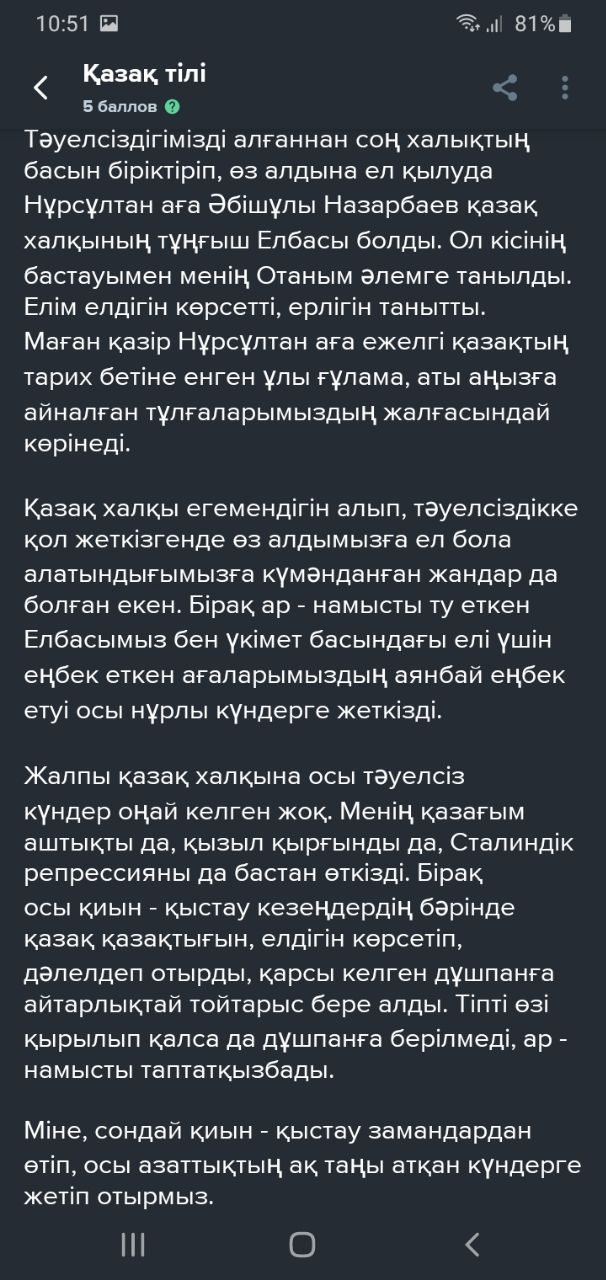 10:51
81%
Қазақ тілі
5 баллов ?
Тәуелсіздігімізді алғаннан соң халықтың
басын біріктіріп, өз алдына ел қылуда
Нұрсұлтан аға Әбішұлы Назарбаев қазақ
халқының тұңғыш Елбасы болды. Ол кісінің
бастауымен менің Отаным әлемге танылды.
Елім елдігін көрсетті, ерлігін танытты.
Маған қазір Нұрсұлтан аға ежелгі қазақтың
тарих бетіне енген ұлы ғұлама, аты аңызға
айналған тұлғаларымыздың жалғасындай
көрінеді.
Қазақ халқы егемендігін алып, тәуелсіздікке
қол жеткізгенде өз алдымызға ел бола
алатындығымызға күмәнданған жандар да
болған екен. Бірақ ар - намысты ту еткен
Елбасымыз бен үкімет басындағы елі үшін
еңбек еткен ағаларымыздың аянбай еңбек
етуі осы нұрлы күндерге жеткізді.
Жалпы қазақ халқына осы тәуелсіз
күндер оңай келген жоқ. Менің қазағым
аштықты да, қызыл қырғынды да, Сталиндік
репрессияны да бастан өткізді. Бірақ
осы қиын - қыстау кезеңдердің бәрінде
қазақ қазақтығын, елдігін көрсетіп,
дәлелдеп отырды, қарсы келген дұшпанға
айтарлықтай тойтарыс бере алды. Тіпті өзі
қырылып қалса да дұшпанға берілмеді, ар -
намысты таптатқызбады.
Міне, сондай қиын - қыстау замандардан
өтіп, осы азаттықтың ақ таңы атқан күндерге
жетіп отырмыз.